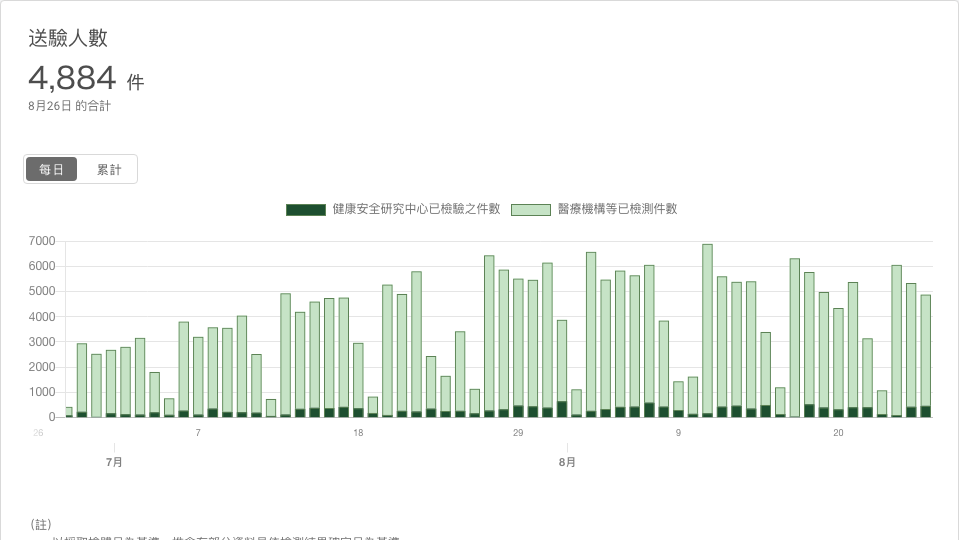 送驗人數
4,884 件
8月26日 的合計
每日 累計
健康安全研究中心已檢驗之件數 醫療機構等已檢測件數
7000
6000
5000
4000
3000
2000
1000
0
26 7 18 29 9 20
7月 8月
(註)